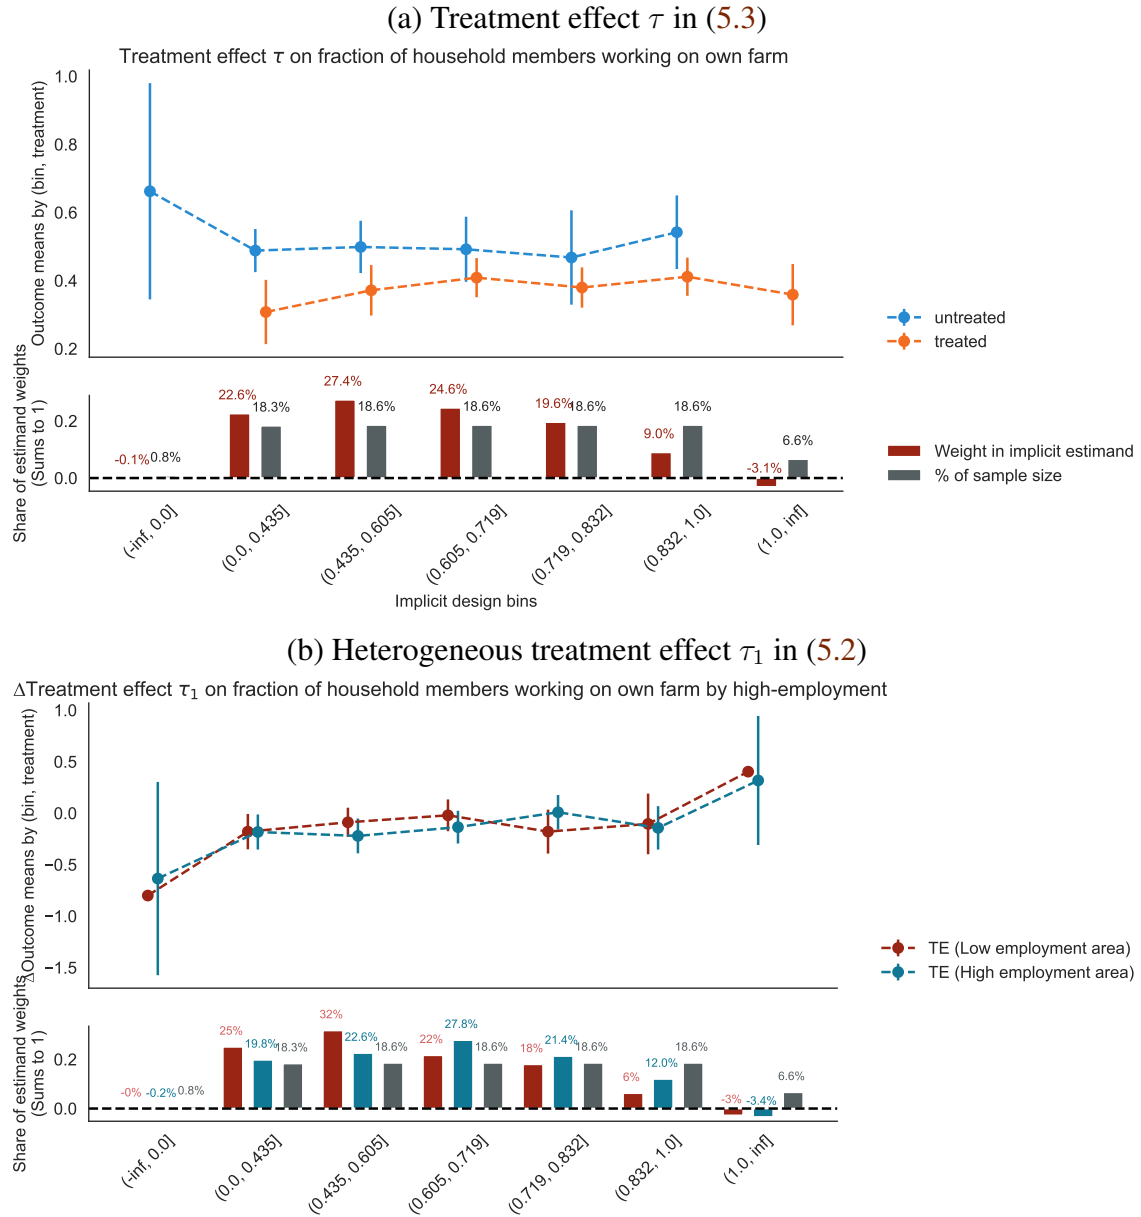 (a) Treatment effect τ in (5.3)
Treatment effect τ on fraction of household members working on own farm
Outcome means by (bin, treatment)
1.0
0.8
0.6
0.4
0.2
untreated
treated
Share of estimand weights
(Sums to 1)
0.2
0.0
-0.1%
0.8%
22.6%
18.3%
27.4%
18.6%
24.6%
18.6%
19.6%
18.6%
9.0%
18.6%
-3.1%
6.6%
Weight in implicit estimand
% of sample size
(-inf, 0.0]
(0.0, 0.435]
(0.435, 0.605]
(0.605, 0.719]
(0.719, 0.832]
(0.832, 1.0]
(1.0, inf]
Implicit design bins
(b) Heterogeneous treatment effect τ1 in (5.2)
ΔTreatment effect τ1 on fraction of household members working on own farm by high-employment
ΔOutcome means by (bin, treatment)
1.0
0.5
0.0
−0.5
−1.0
−1.5
TE (Low employment area)
TE (High employment area)
Share of estimand weights
(Sums to 1)
0.2
0.0
-0%
-0.2%
0.8%
25%
19.8%
18.3%
32%
22.6%
18.6%
22%
27.8%
18.6%
18%
21.4%
18.6%
6%
12.0%
18.6%
-3%
-3.4%
6.6%
(-inf, 0.0]
(0.0, 0.435]
(0.435, 0.605]
(0.605, 0.719]
(0.719, 0.832]
(0.832, 1.0]
(1.0, inf]